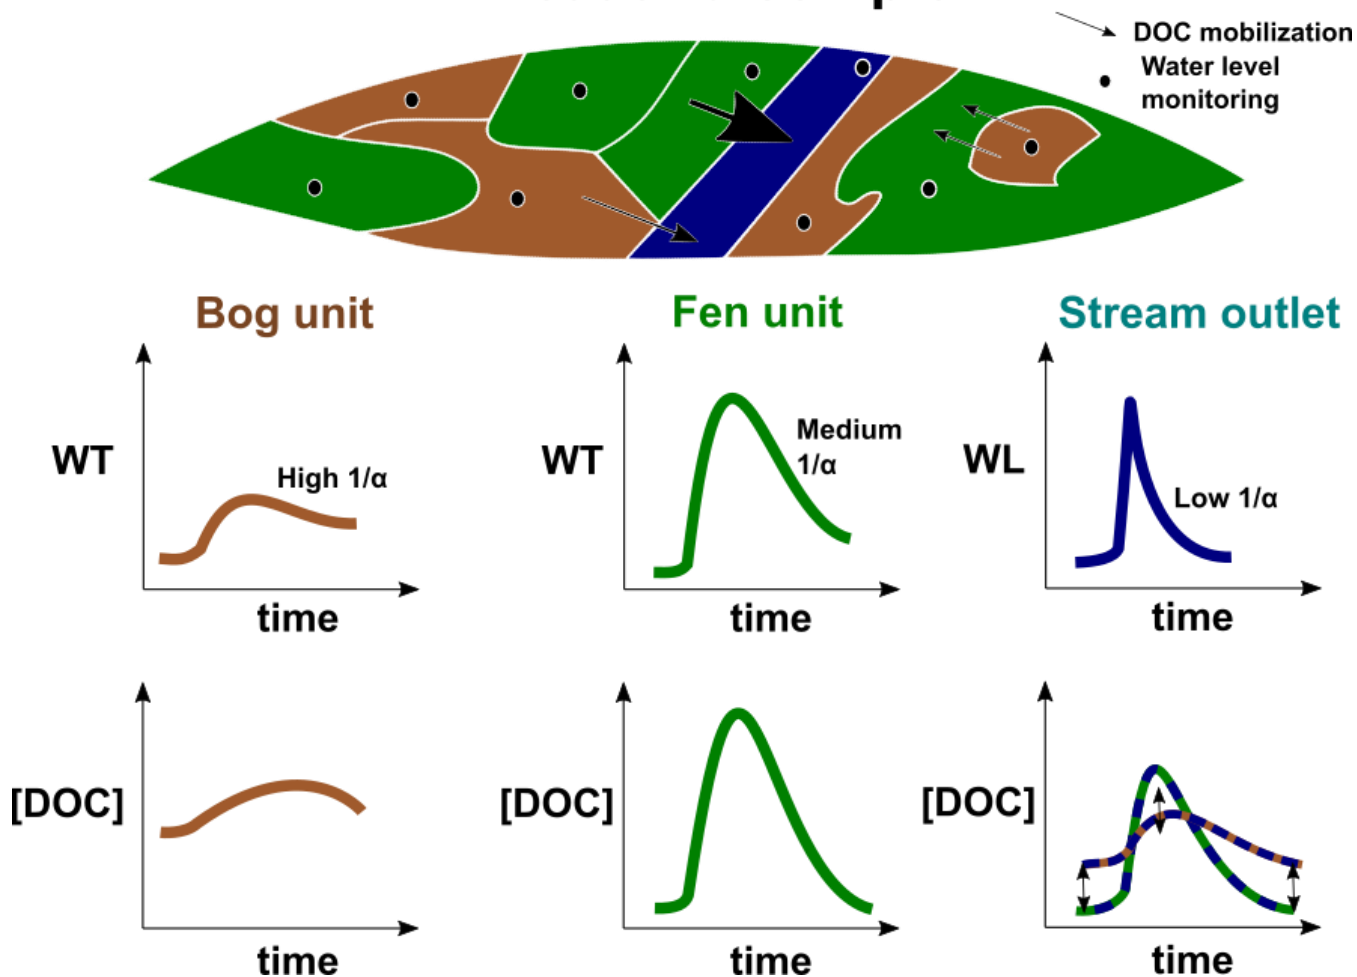 DOC mobilization
Water level
monitoring
Bog unit
Fen unit
Stream outlet
WT
High 1/α
time
WT
Medium
1/α
time
WL
Low 1/α
time
[DOC]
time
[DOC]
time
[DOC]
time